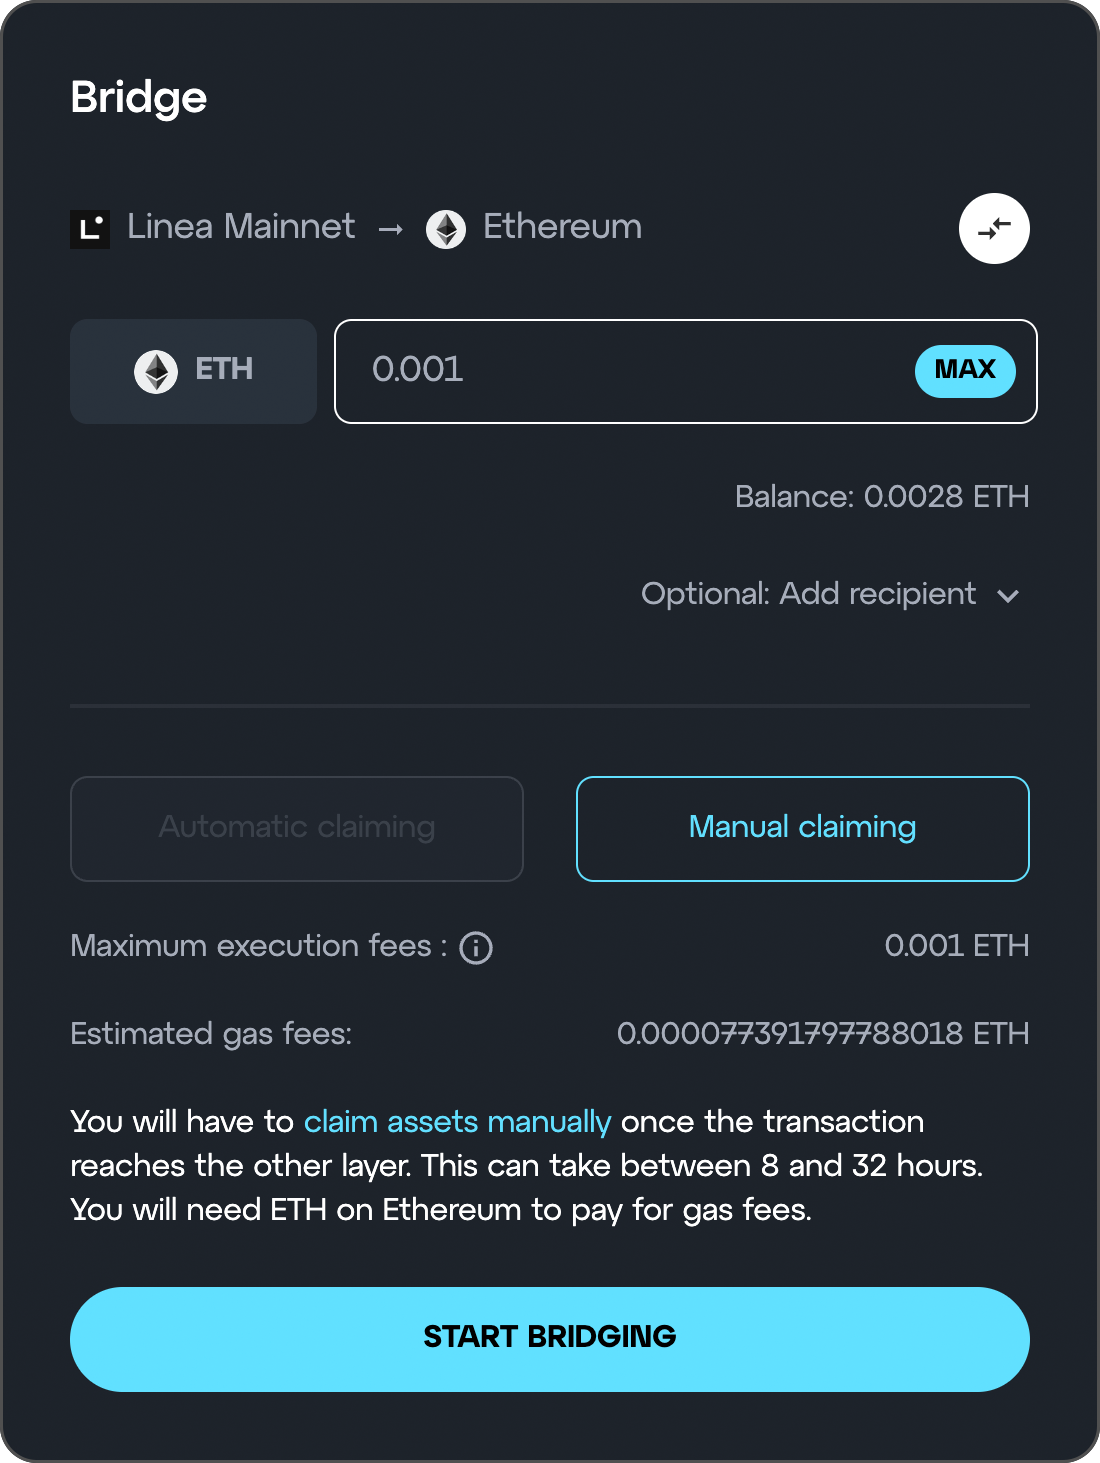 Bridge
Linea Mainnet → Ethereum
ETH 0.001 MAX
Balance: 0.0028 ETH
Optional: Add recipient
Automatic claiming Manual claiming
Maximum execution fees : 0.001 ETH
Estimated gas fees: 0.000077391797788018 ETH
You will have to claim assets manually once the transaction
reaches the other layer. This can take between 8 and 32 hours.
You will need ETH on Ethereum to pay for gas fees.
START BRIDGING